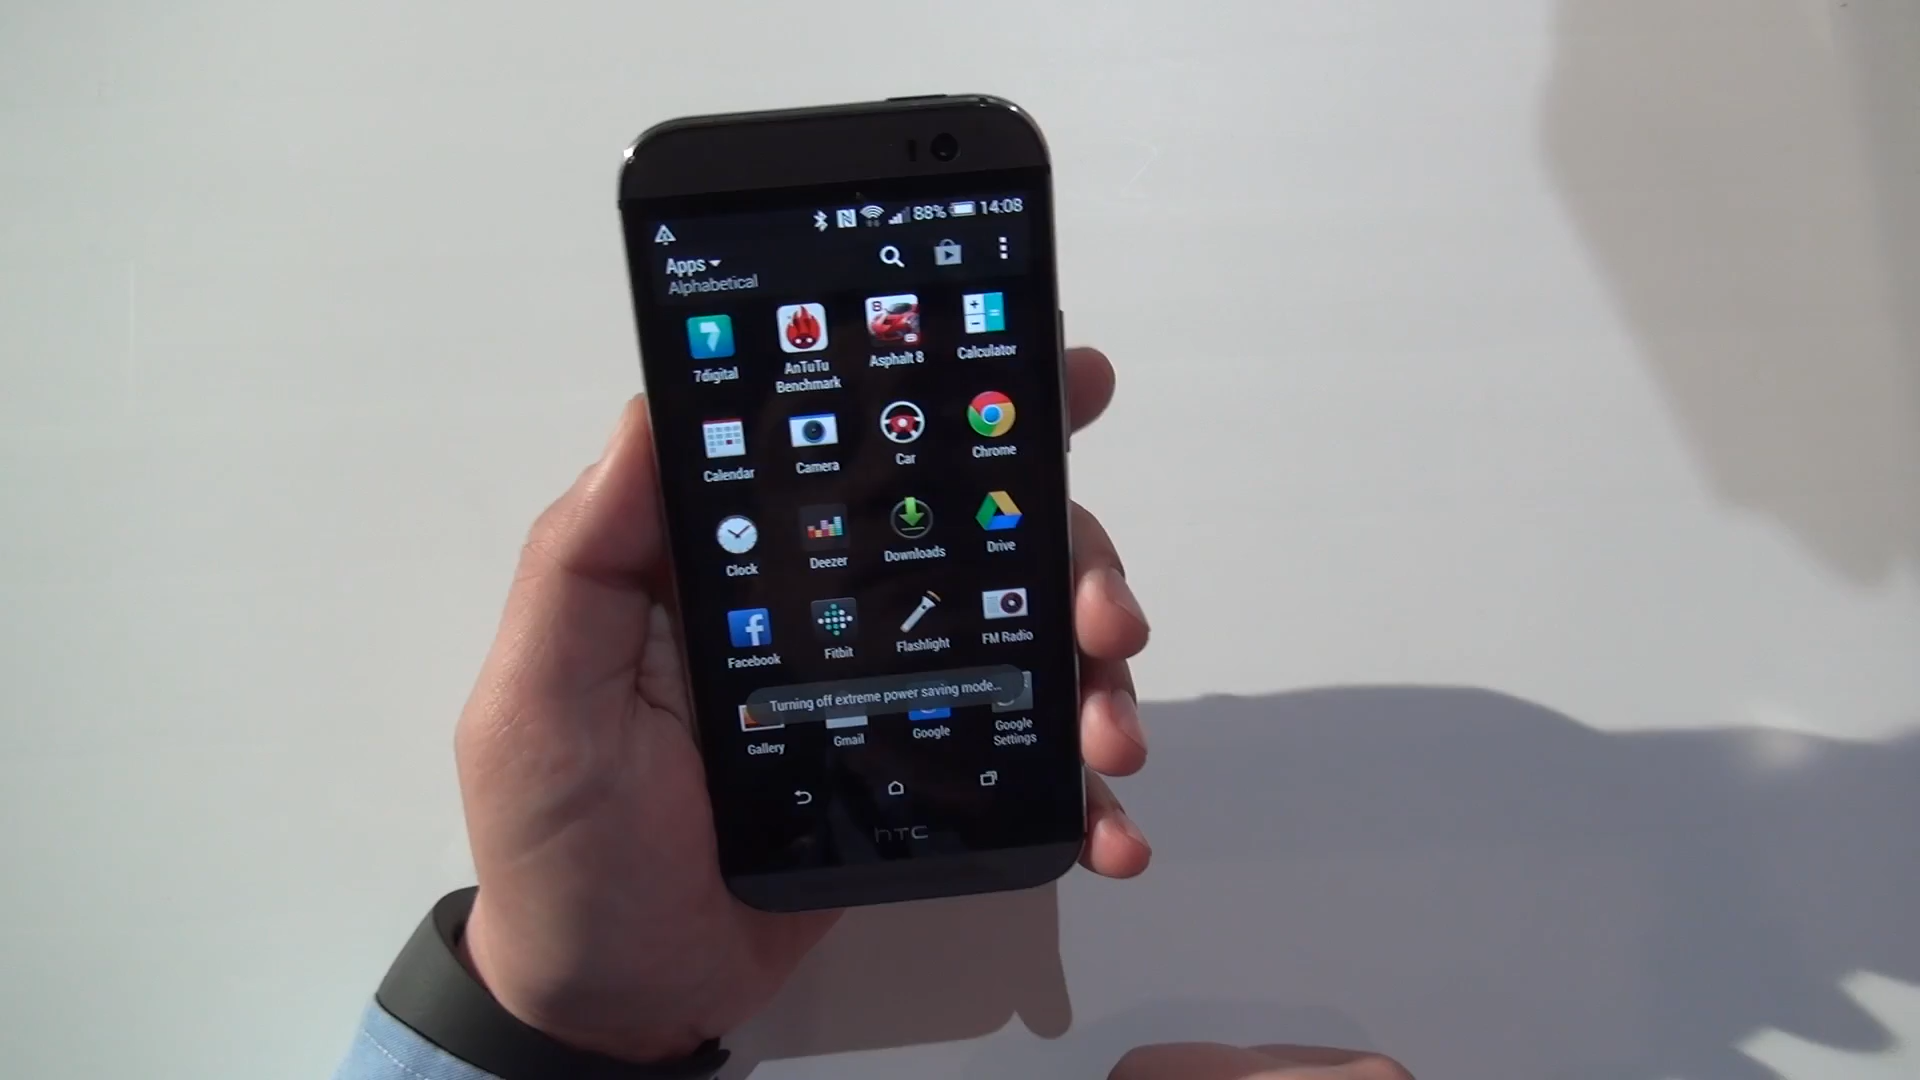 88% 14:08
Apps
Alphabetical
7digital
AnTuTu
Benchmark
Asphalt 8
Calculator
Calendar
Camera
Car
Chrome
Clock
Deezer
Downloads
Drive
Facebook
Fitbit
Flashlight
FM Radio
Turning off extreme power saving mode...
Gallery
Gmail
Google
Google
Settings
hTC